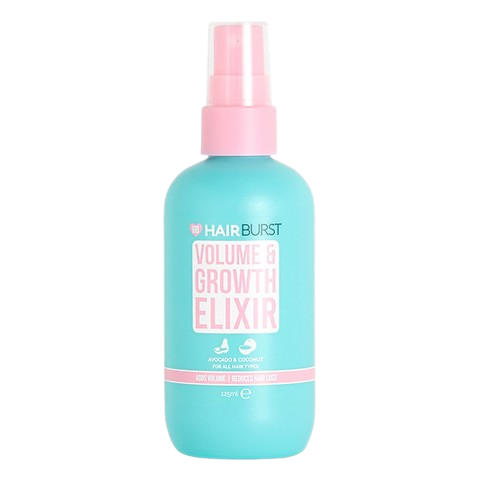 HAIRBURST
VOLUME &
GROWTH
ELIXIR
AVOCADO & COCONUT
FOR ALL HAIR TYPES
ADDS VOLUME | REDUCES HAIR LOSS
125ml e